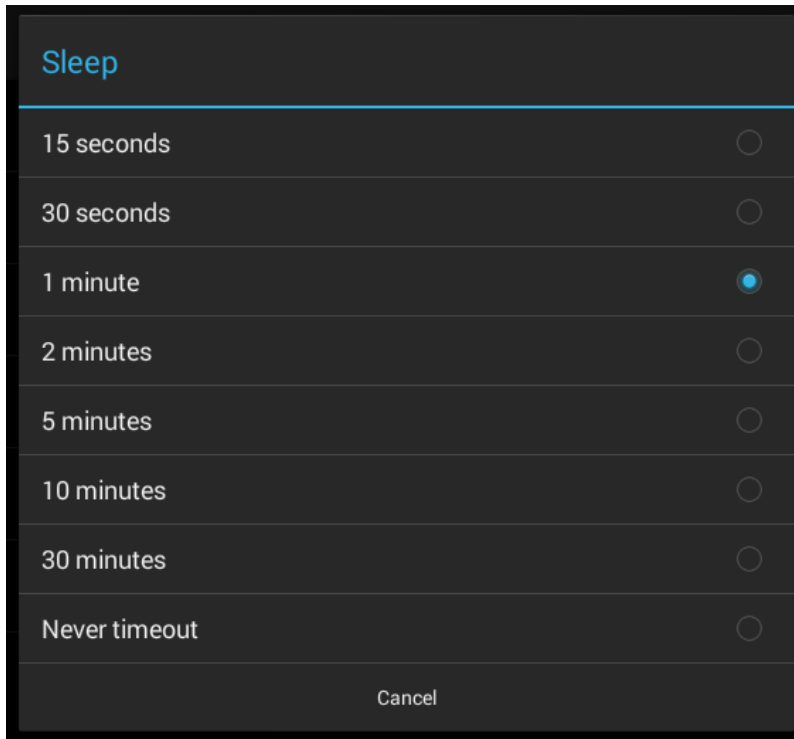 Sleep
15 seconds
30 seconds
1 minute
2 minutes
5 minutes
10 minutes
30 minutes
Never timeout
Cancel